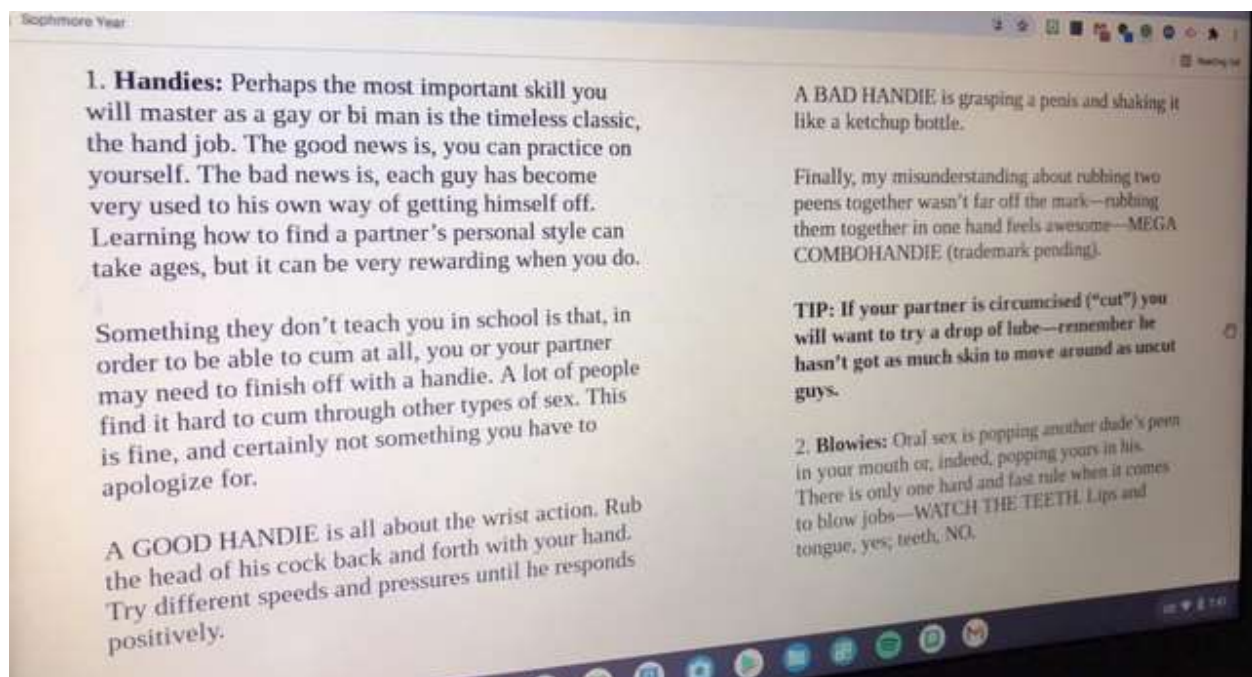 Sophmore Year
1. Handies: Perhaps the most important skill you
will master as a gay or bi man is the timeless classic,
the hand job. The good news is, you can practice on
yourself. The bad news is, each guy has become
very used to his own way of getting himself off.
Learning how to find a partner's personal style can
take ages, but it can be very rewarding when you do.
Something they don't teach you in school is that, in
order to be able to cum at all, you or your partner
may need to finish off with a handie. A lot of people
find it hard to cum through other types of sex. This
is fine, and certainly not something you have to
apologize for.
A GOOD HANDIE is all about the wrist action. Rub
the head of his cock back and forth with your hand.
Try different speeds and pressures until he responds
positively.
Reading list
A BAD HANDIE is grasping a penis and shaking it
like a ketchup bottle.
Finally, my misunderstanding about rubbing two
peens together wasn't far off the mark—rubbing
them together in one hand feels awesome—MEGA
COMBOHANDIE (trademark pending).
TIP: If your partner is circumcised ("cut") you
will want to try a drop of lube—remember he
hasn't got as much skin to move around as uncut
guys.
2. Blowies: Oral sex is popping another dude's peen
in your mouth or, indeed, popping yours in his.
There is only one hard and fast rule when it comes
to blow jobs—WATCH THE TEETH. Lips and
tongue, yes; teeth, NO.